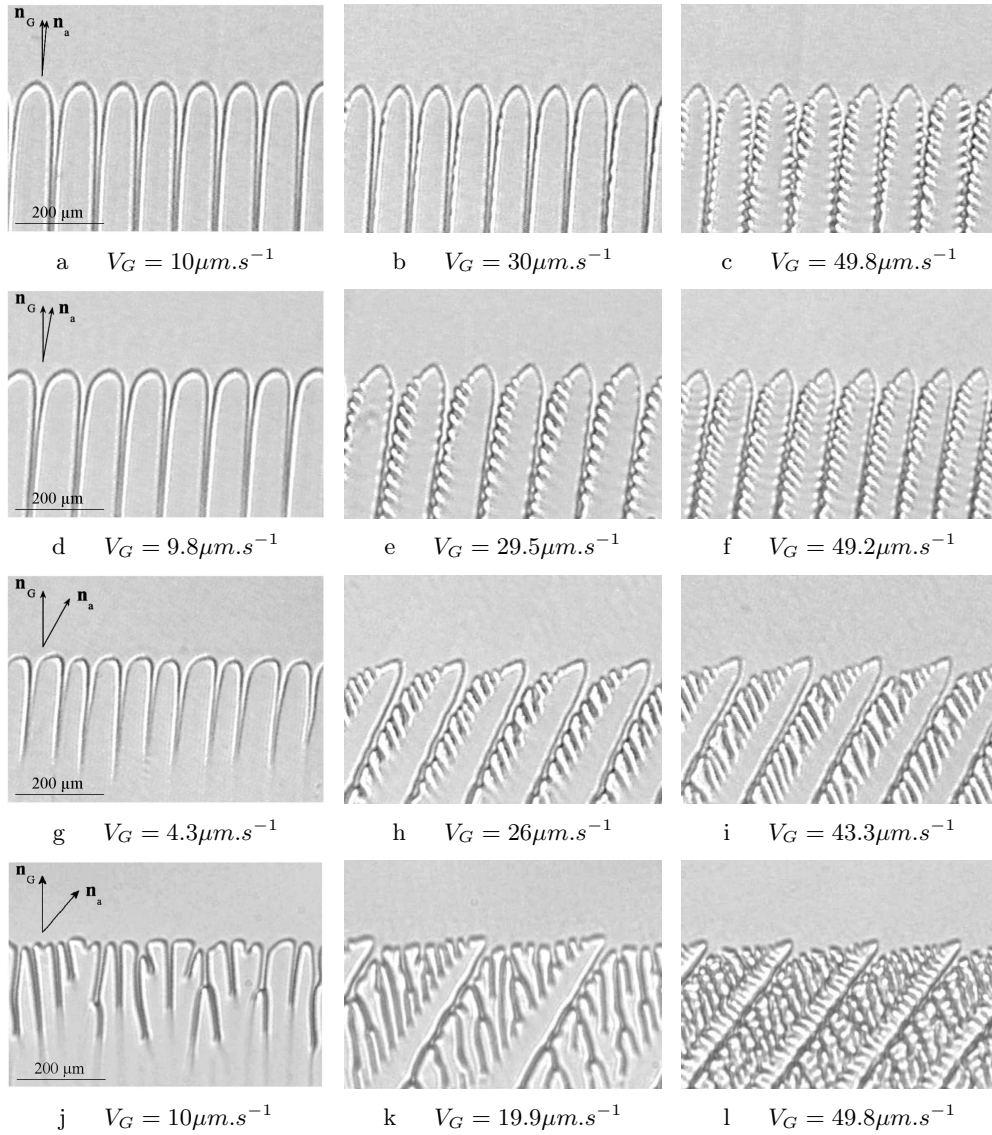 n_G n_a
200 µm
a V_G = 10μm.s⁻¹ b V_G = 30μm.s⁻¹ c V_G = 49.8μm.s⁻¹
n_G n_a
200 µm
d V_G = 9.8μm.s⁻¹ e V_G = 29.5μm.s⁻¹ f V_G = 49.2μm.s⁻¹
n_G n_a
200 µm
g V_G = 4.3μm.s⁻¹ h V_G = 26μm.s⁻¹ i V_G = 43.3μm.s⁻¹
n_G n_a
200 µm
j V_G = 10μm.s⁻¹ k V_G = 19.9μm.s⁻¹ l V_G = 49.8μm.s⁻¹